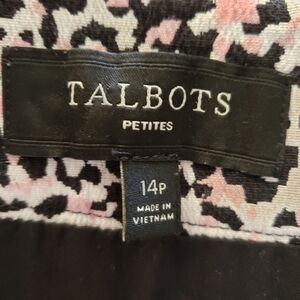 TALBOTS
PETITES
14P
MADE IN
VIETNAM